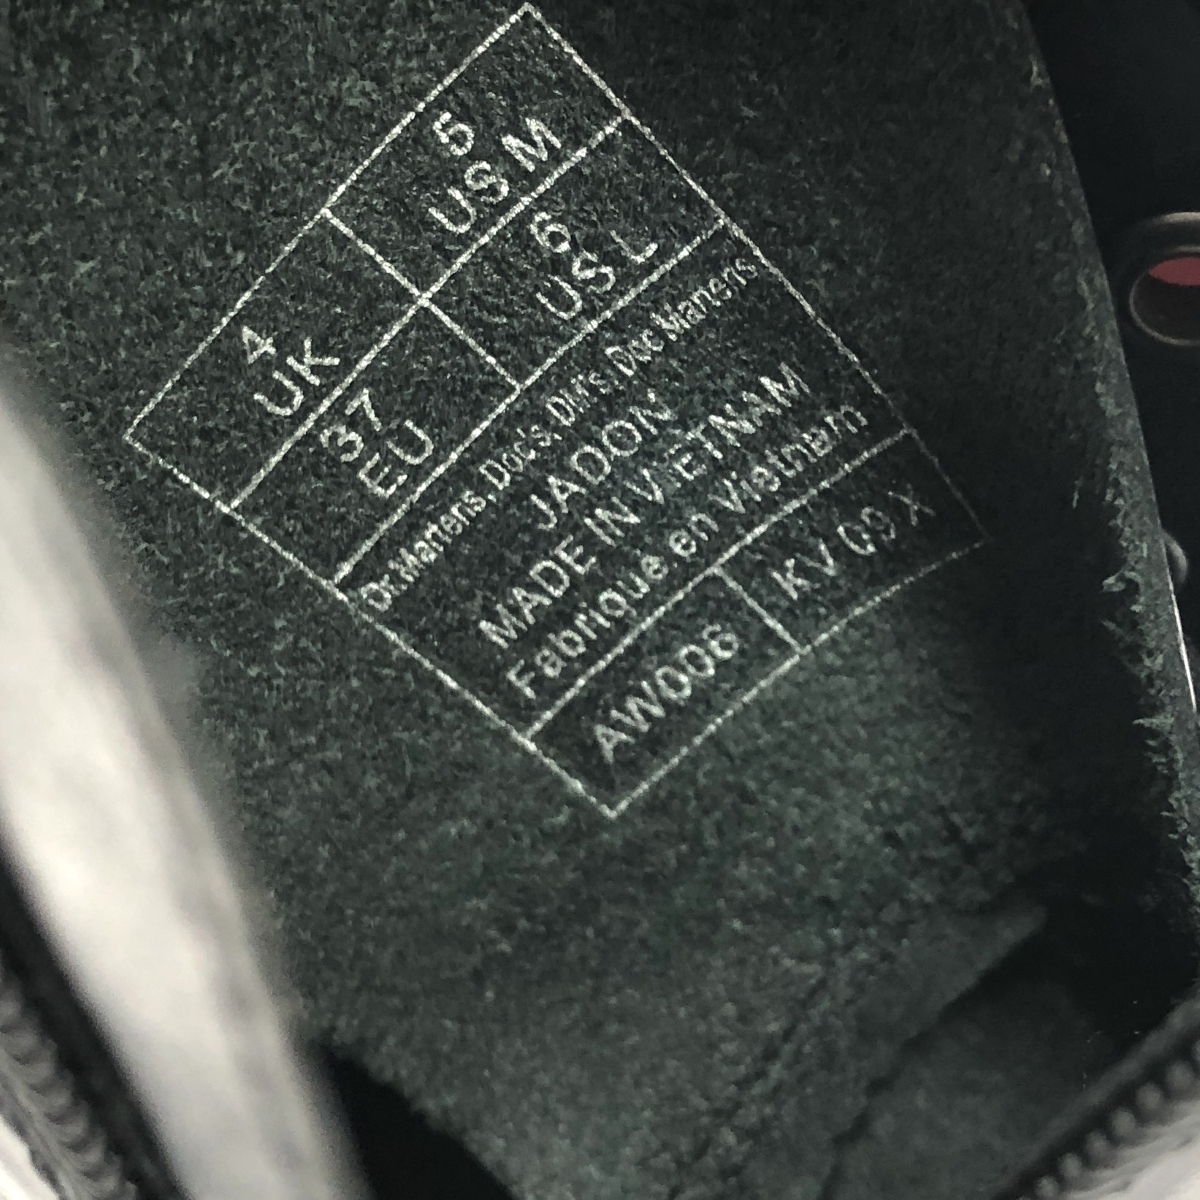 4
UK
5
US M
37
EU
6
US L
Dr.Martens, Doc's, DM's, Doc Martens
JADON
MADE IN VIETNAM
Fabrique en Vietnam
AW006
KV 09 X